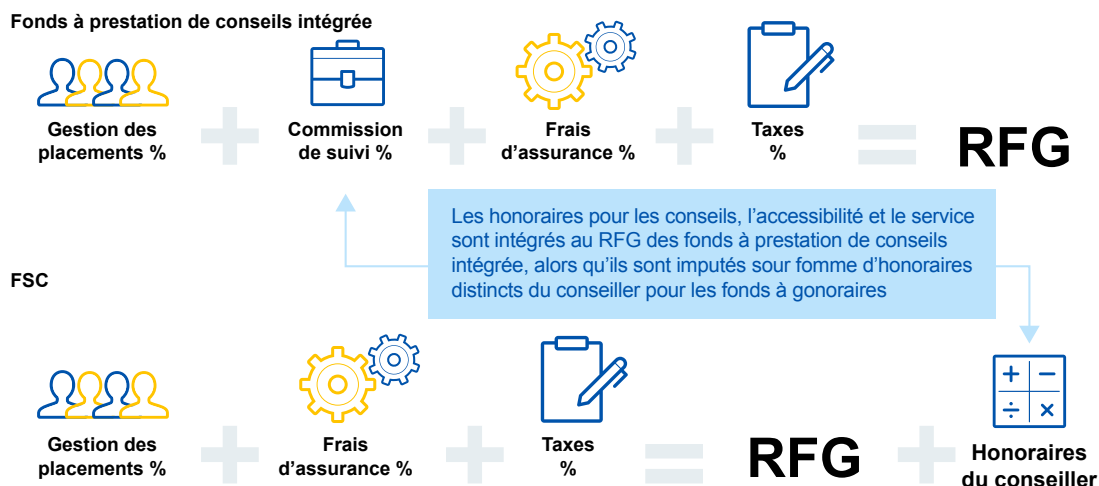 Fonds à prestation de conseils intégrée
Gestion des
placements %
+
Commission
de suivi %
+
Frais
d'assurance %
+
Taxes
%
=
RFG
Les honoraires pour les conseils, l'accessibilité et le service
sont intégrés au RFG des fonds à prestation de conseils
intégrée, alors qu'ils sont imputés sour fomme d'honoraires
distincts du conseiller pour les fonds à gonoraires
FSC
Gestion des
placements %
+
Frais
d'assurance %
+
Taxes
%
=
RFG
+
+ −
÷ ×
Honoraires
du conseiller